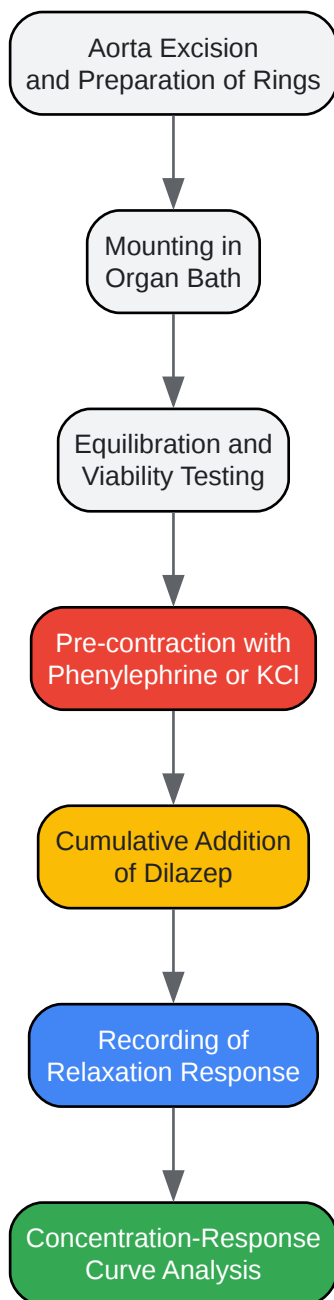 Aorta Excision
and Preparation of Rings
Mounting in
Organ Bath
Equilibration and
Viability Testing
Pre-contraction with
Phenylephrine or KCl
Cumulative Addition
of Dilazep
Recording of
Relaxation Response
Concentration-Response
Curve Analysis